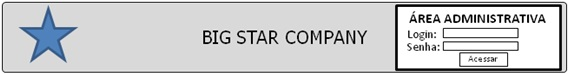 BIG STAR COMPANY
ÁREA ADMINISTRATIVA
Login:
Senha:
Acessar